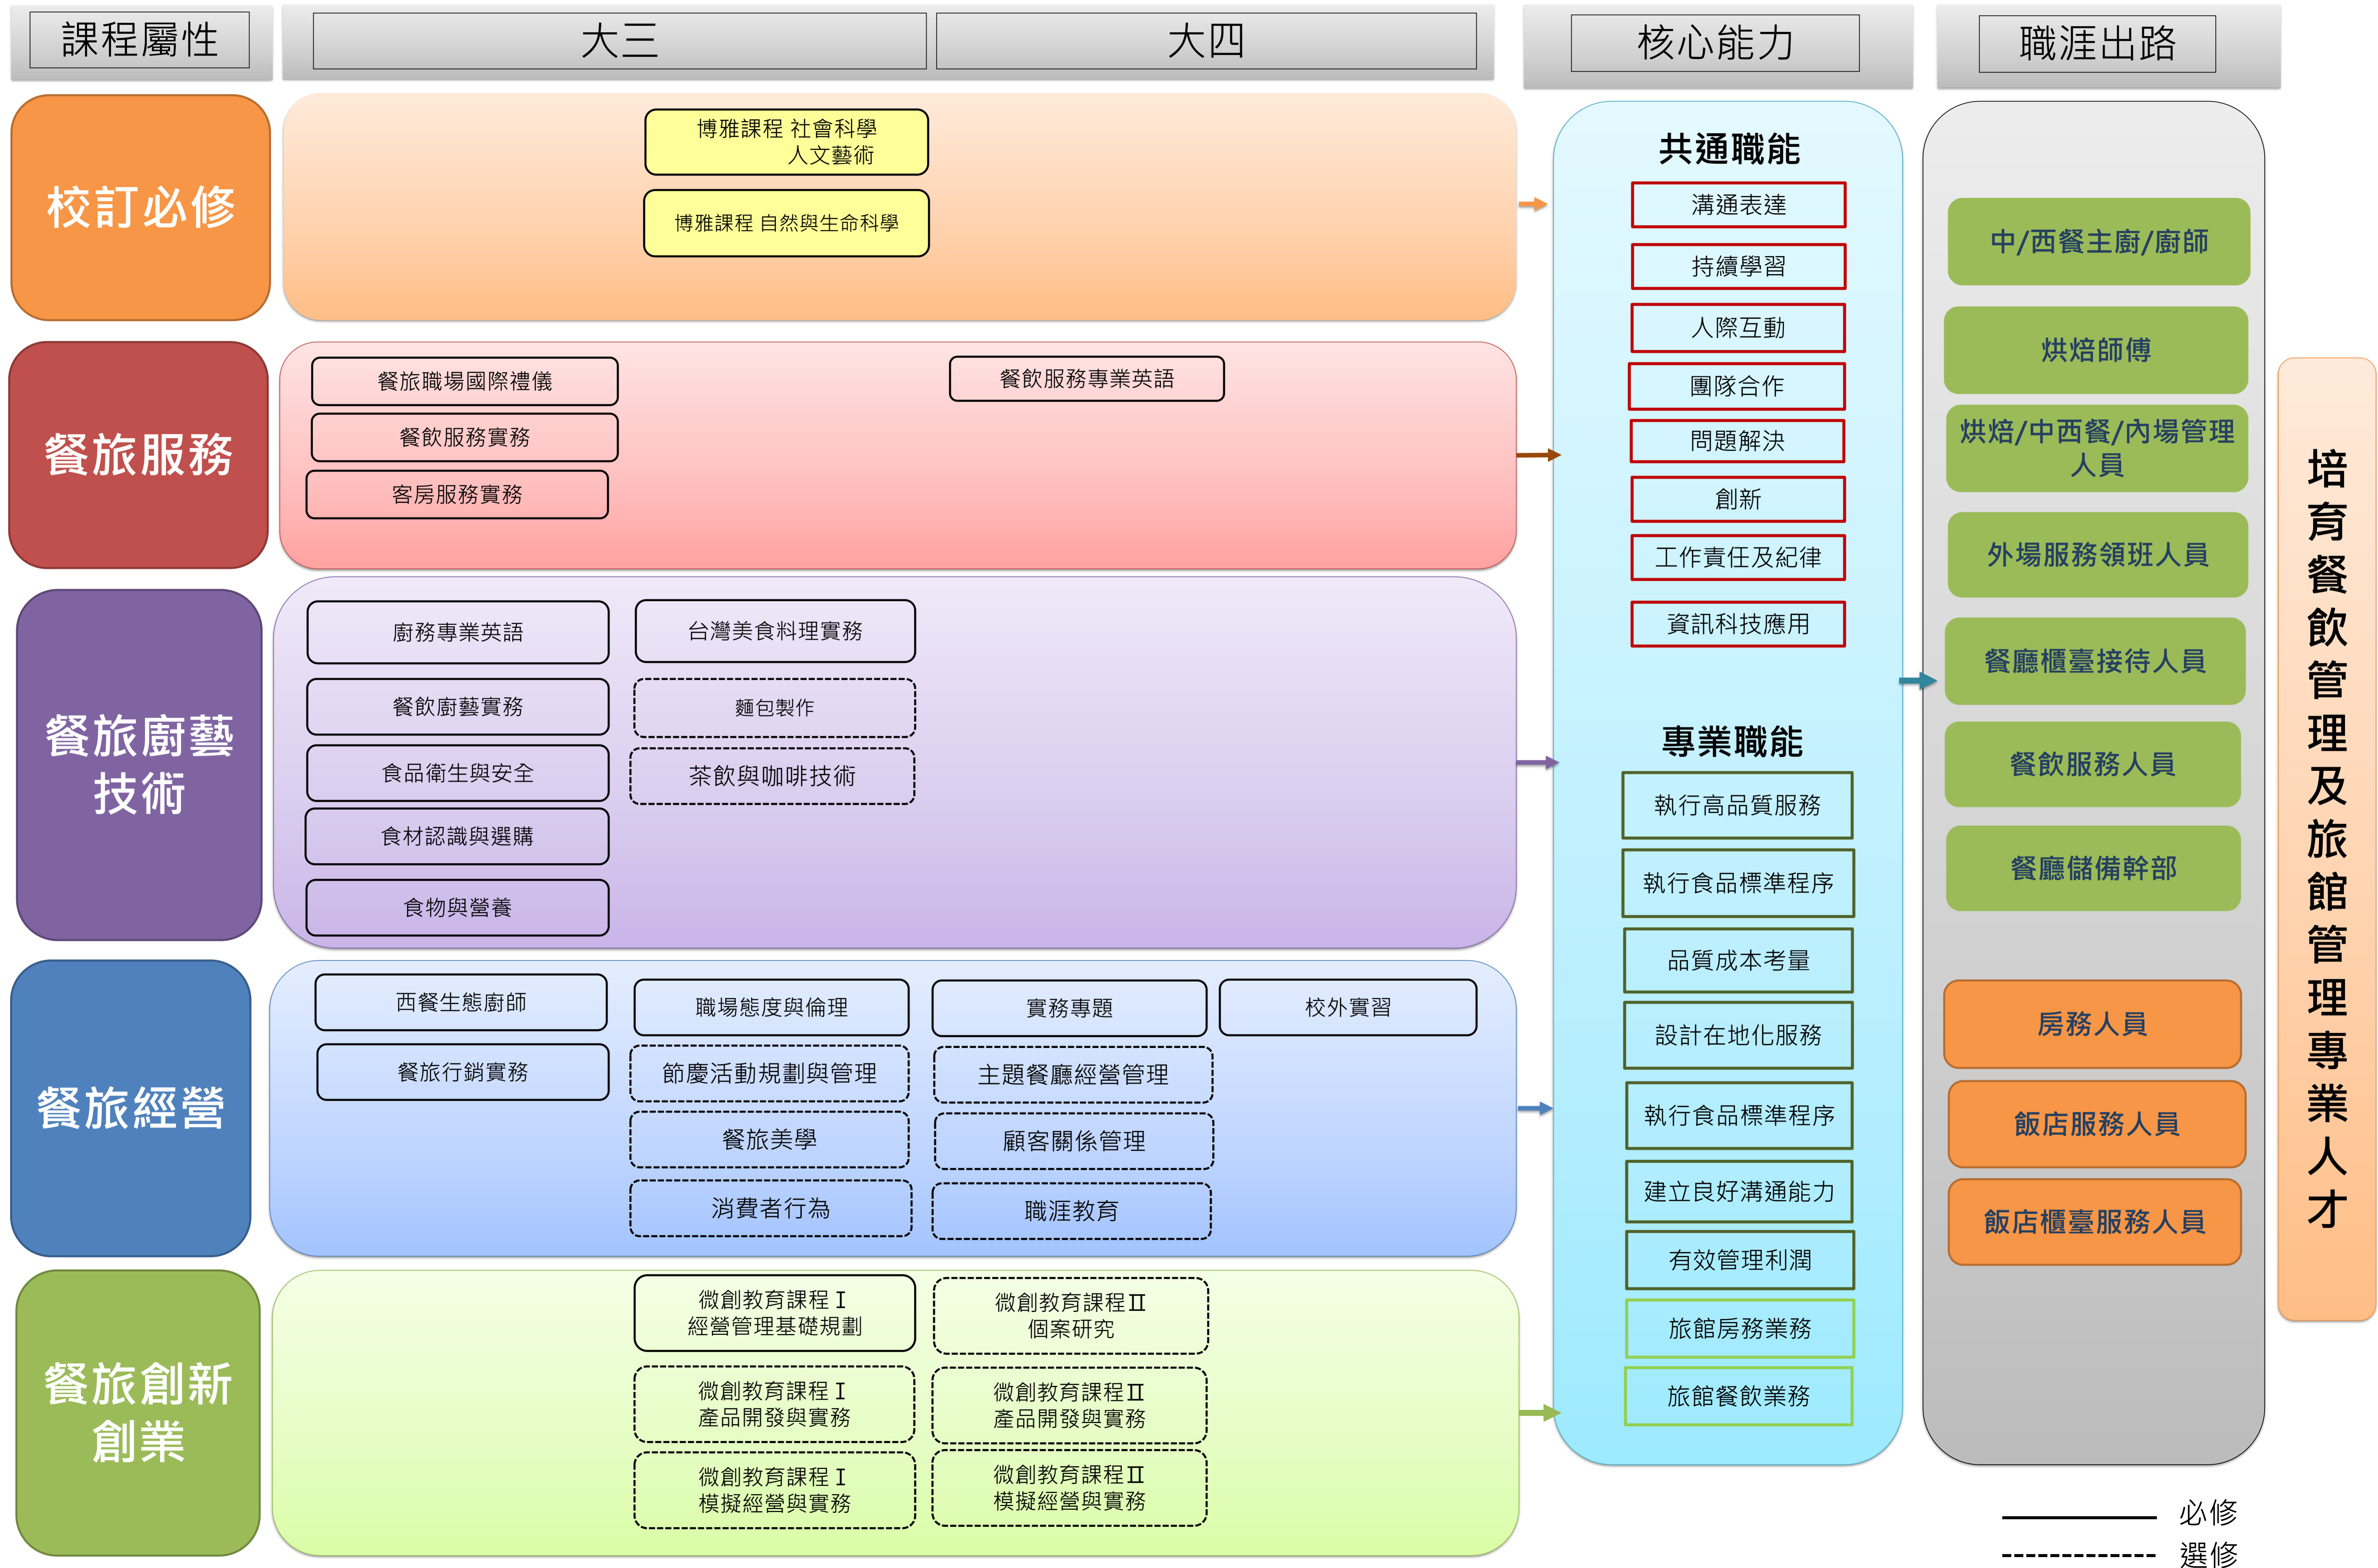 課程屬性
大三
大四
核心能力
職涯出路
校訂必修
博雅課程 社會科學
人文藝術
博雅課程 自然與生命科學
餐旅服務
餐旅職場國際禮儀
餐飲服務實務
客房服務實務
餐飲服務專業英語
餐旅廚藝
技術
廚務專業英語
餐飲廚藝實務
食品衛生與安全
食材認識與選購
食物與營養
台灣美食料理實務
麵包製作
茶飲與咖啡技術
餐旅經營
西餐生態廚師
餐旅行銷實務
職場態度與倫理
節慶活動規劃與管理
餐旅美學
消費者行為
實務專題
主題餐廳經營管理
顧客關係管理
職涯教育
校外實習
餐旅創新
創業
微創教育課程Ⅰ
經營管理基礎規劃
微創教育課程Ⅰ
產品開發與實務
微創教育課程Ⅰ
模擬經營與實務
微創教育課程Ⅱ
個案研究
微創教育課程Ⅱ
產品開發與實務
微創教育課程Ⅱ
模擬經營與實務
共通職能
溝通表達
持續學習
人際互動
團隊合作
問題解決
創新
工作責任及紀律
資訊科技應用
專業職能
執行高品質服務
執行食品標準程序
品質成本考量
設計在地化服務
執行食品標準程序
建立良好溝通能力
有效管理利潤
旅館房務業務
旅館餐飲業務
中/西餐主廚/廚師
烘焙師傅
烘焙/中西餐/內場管理
人員
外場服務領班人員
餐廳櫃臺接待人員
餐飲服務人員
餐廳儲備幹部
房務人員
飯店服務人員
飯店櫃臺服務人員
培育餐飲管理及旅館管理專業人才
必修
選修